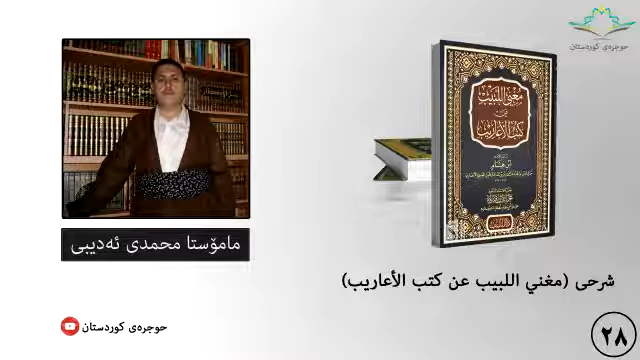 حوجرەی کوردستان
مغني اللبيب
عن
كتب الأعاريب
ابن هشام
مامۆستا محمدی ئەدیبی
شرحی (مغني اللبيب عن كتب الأعاريب)
حوجرەی کوردستان
٢٨